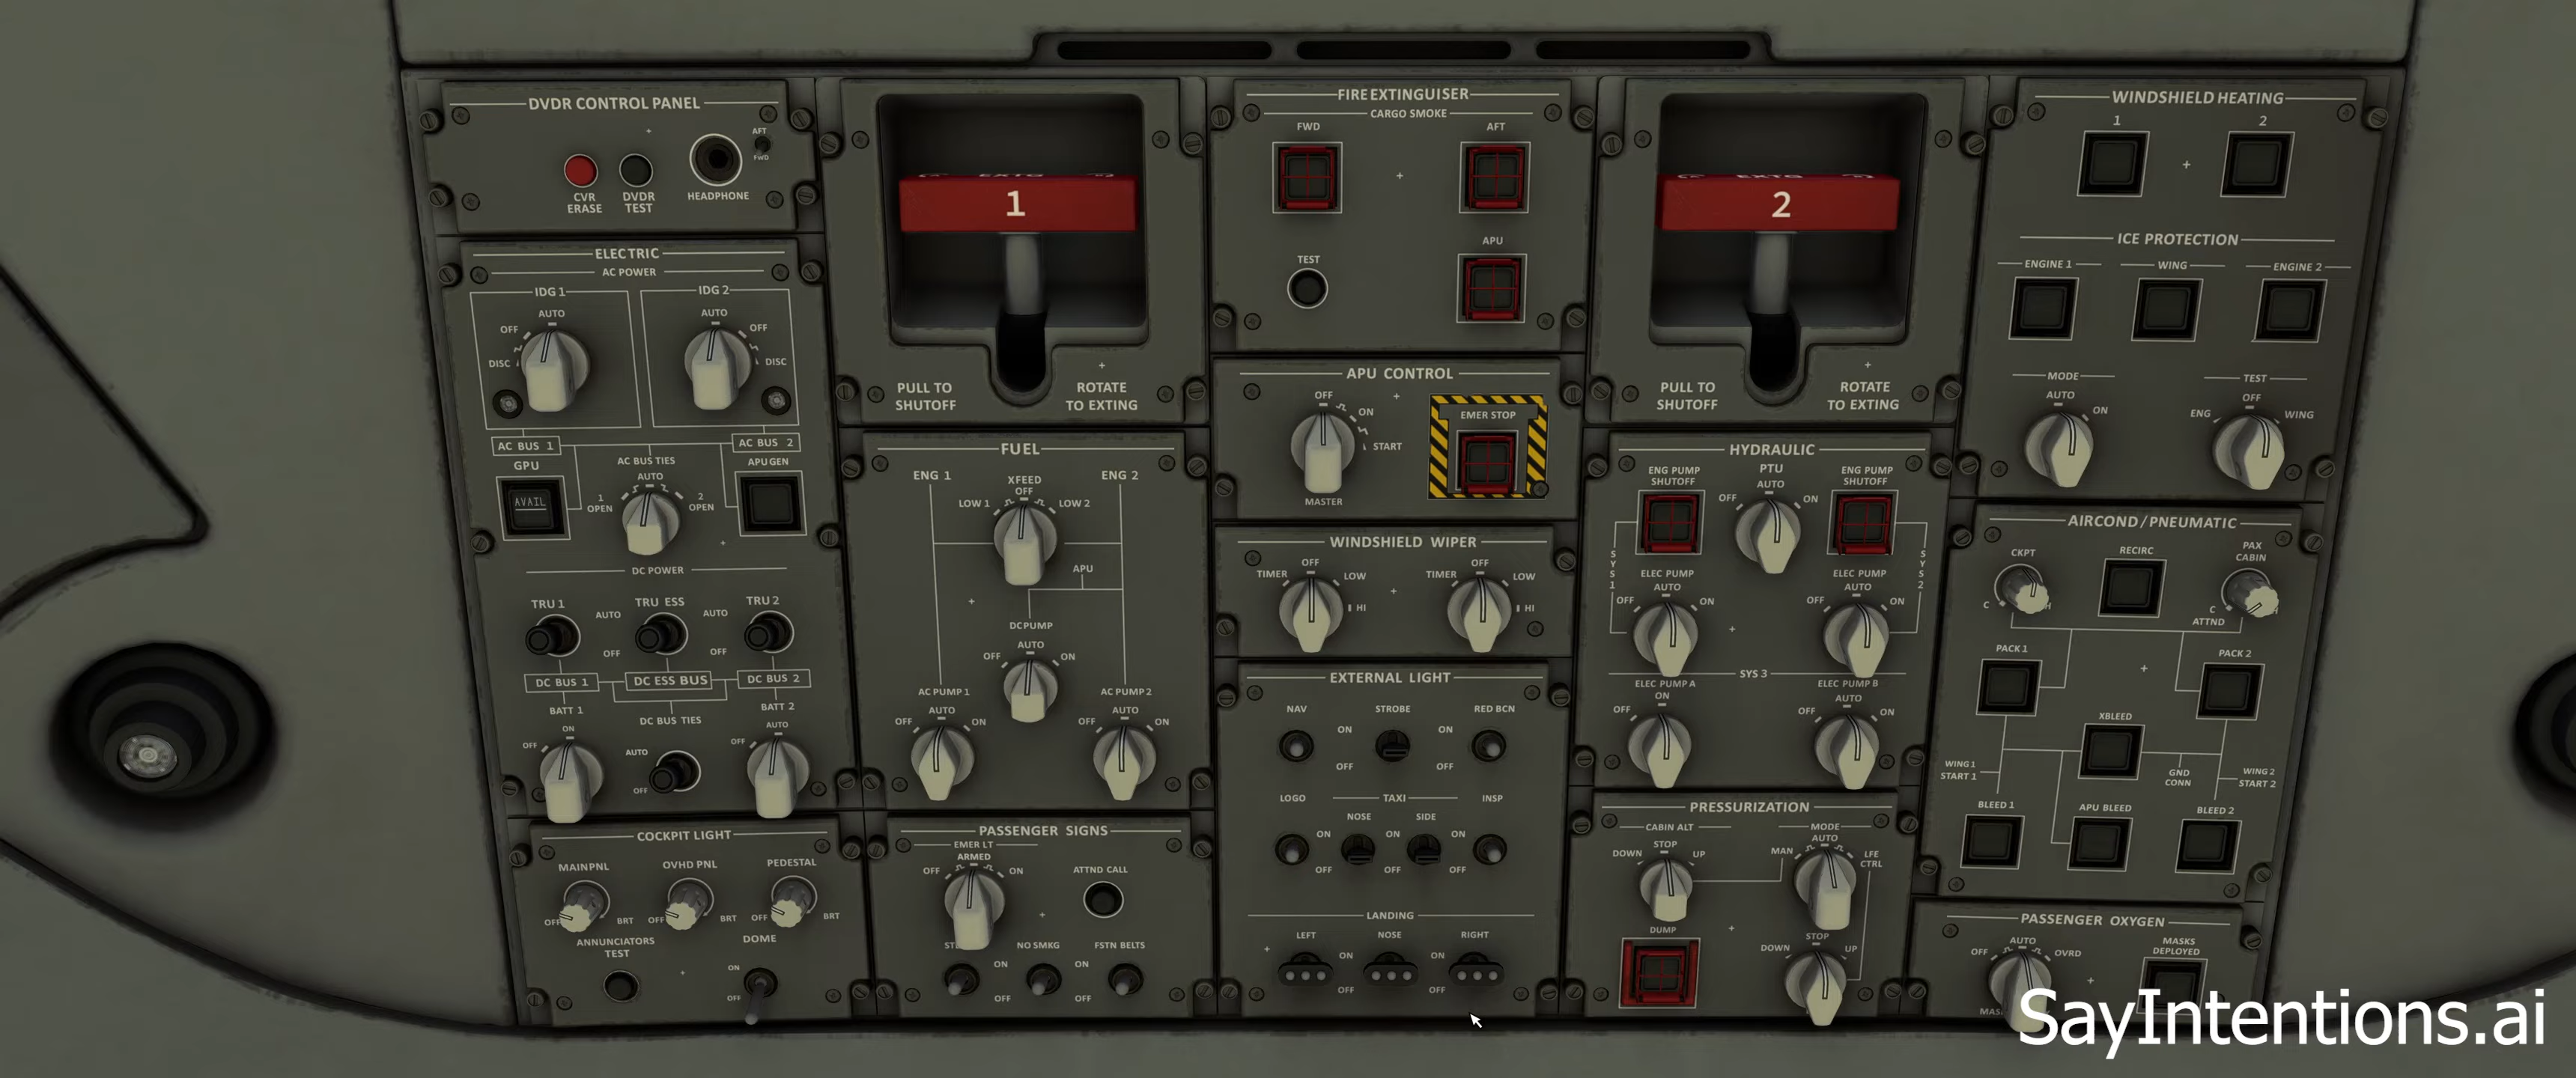 DVDR CONTROL PANEL
AFT
FWD
CVR
ERASE
DVDR
TEST
HEADPHONE
ELECTRIC
AC POWER
IDG 1
AUTO
OFF
DISC
IDG 2
AUTO
OFF
DISC
AC BUS 1
AC BUS 2
GPU
AVAIL
AC BUS TIES
AUTO
1
OPEN
2
OPEN
APU GEN
DC POWER
TRU 1
AUTO
OFF
TRU ESS
AUTO
OFF
TRU 2
DC BUS 1
DC ESS BUS
DC BUS 2
BATT 1
ON
OFF
DC BUS TIES
AUTO
OFF
BATT 2
AUTO
OFF
COCKPIT LIGHT
MAIN PNL
OFF
BRT
OVHD PNL
OFF
BRT
PEDESTAL
OFF
BRT
ANNUNCIATORS
TEST
DOME
ON
OFF
EXTG
1
PULL TO
SHUTOFF
ROTATE
TO EXTING
FUEL
ENG 1
XFEED
OFF
LOW 1
LOW 2
ENG 2
APU
DC PUMP
AUTO
OFF
ON
AC PUMP 1
AUTO
OFF
ON
AC PUMP 2
AUTO
OFF
ON
PASSENGER SIGNS
EMER LT
ARMED
OFF
ON
ATTND CALL
NO SMKG
FSTN BELTS
ON
OFF
ON
OFF
FIRE EXTINGUISER
CARGO SMOKE
FWD
AFT
TEST
APU
APU CONTROL
OFF
ON
START
MASTER
EMER STOP
WINDSHIELD WIPER
TIMER
OFF
LOW
HI
TIMER
OFF
LOW
HI
EXTERNAL LIGHT
NAV
STROBE
RED BCN
ON
OFF
ON
OFF
LOGO
TAXI
INSP
NOSE
SIDE
ON
OFF
ON
OFF
ON
OFF
LANDING
LEFT
NOSE
RIGHT
ON
OFF
ON
OFF
EXTG
2
PULL TO
SHUTOFF
ROTATE
TO EXTING
HYDRAULIC
ENG PUMP
SHUTOFF
PTU
AUTO
OFF
ON
ENG PUMP
SHUTOFF
SYS 1
SYS 2
ELEC PUMP
AUTO
OFF
ON
ELEC PUMP
AUTO
OFF
ON
SYS 3
ELEC PUMP A
ON
OFF
ELEC PUMP B
AUTO
OFF
ON
PRESSURIZATION
CABIN ALT
STOP
DOWN
UP
MODE
AUTO
MAN
LFE
CTRL
DUMP
STOP
DOWN
UP
WINDSHIELD HEATING
1
2
ICE PROTECTION
ENGINE 1
WING
ENGINE 2
MODE
AUTO
ON
TEST
OFF
ENG
WING
AIRCOND/PNEUMATIC
CKPT
C
H
RECIRC
PAX
CABIN
C
ATTND
PACK 1
PACK 2
XBLEED
WING 1
START 1
GND
CONN
WING 2
START 2
BLEED 1
APU BLEED
BLEED 2
PASSENGER OXYGEN
AUTO
OFF
OVRD
MASKS
DEPLOYED
SayIntentions.ai